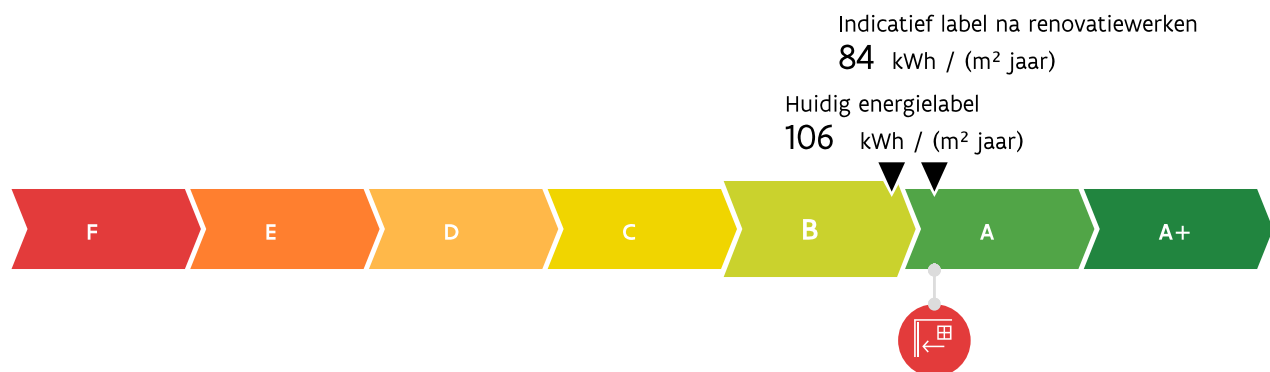 Indicatief label na renovatiewerken
84 kWh / (m² jaar)
Huidig energielabel
106 kWh / (m² jaar)
F E D C B A A+